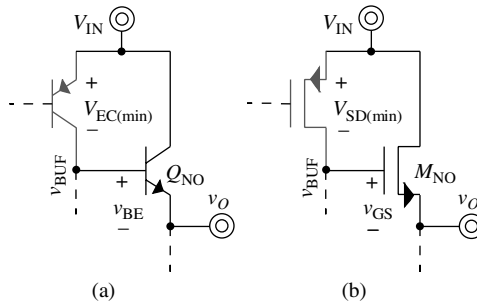 V_IN
+
V_EC(min)
−
v_BUF
Q_NO
+
v_BE
−
v_O
(a)
V_IN
+
V_SD(min)
−
v_BUF
M_NO
+
v_GS
−
v_O
(b)